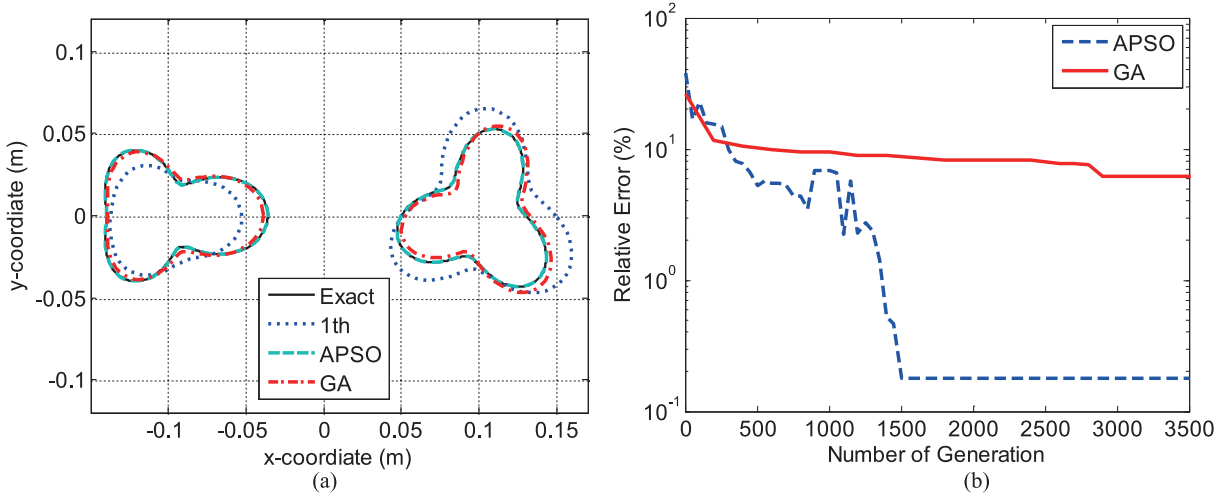 0.1
0.05
0
-0.05
-0.1
y-coordiate (m)
Exact
1th
APSO
GA
-0.1 -0.05 0 0.05 0.1 0.15
x-coordiate (m)
(a)
10^2
10^1
10^0
10^-1
Relative Error (%)
APSO
GA
0 500 1000 1500 2000 2500 3000 3500
Number of Generation
(b)